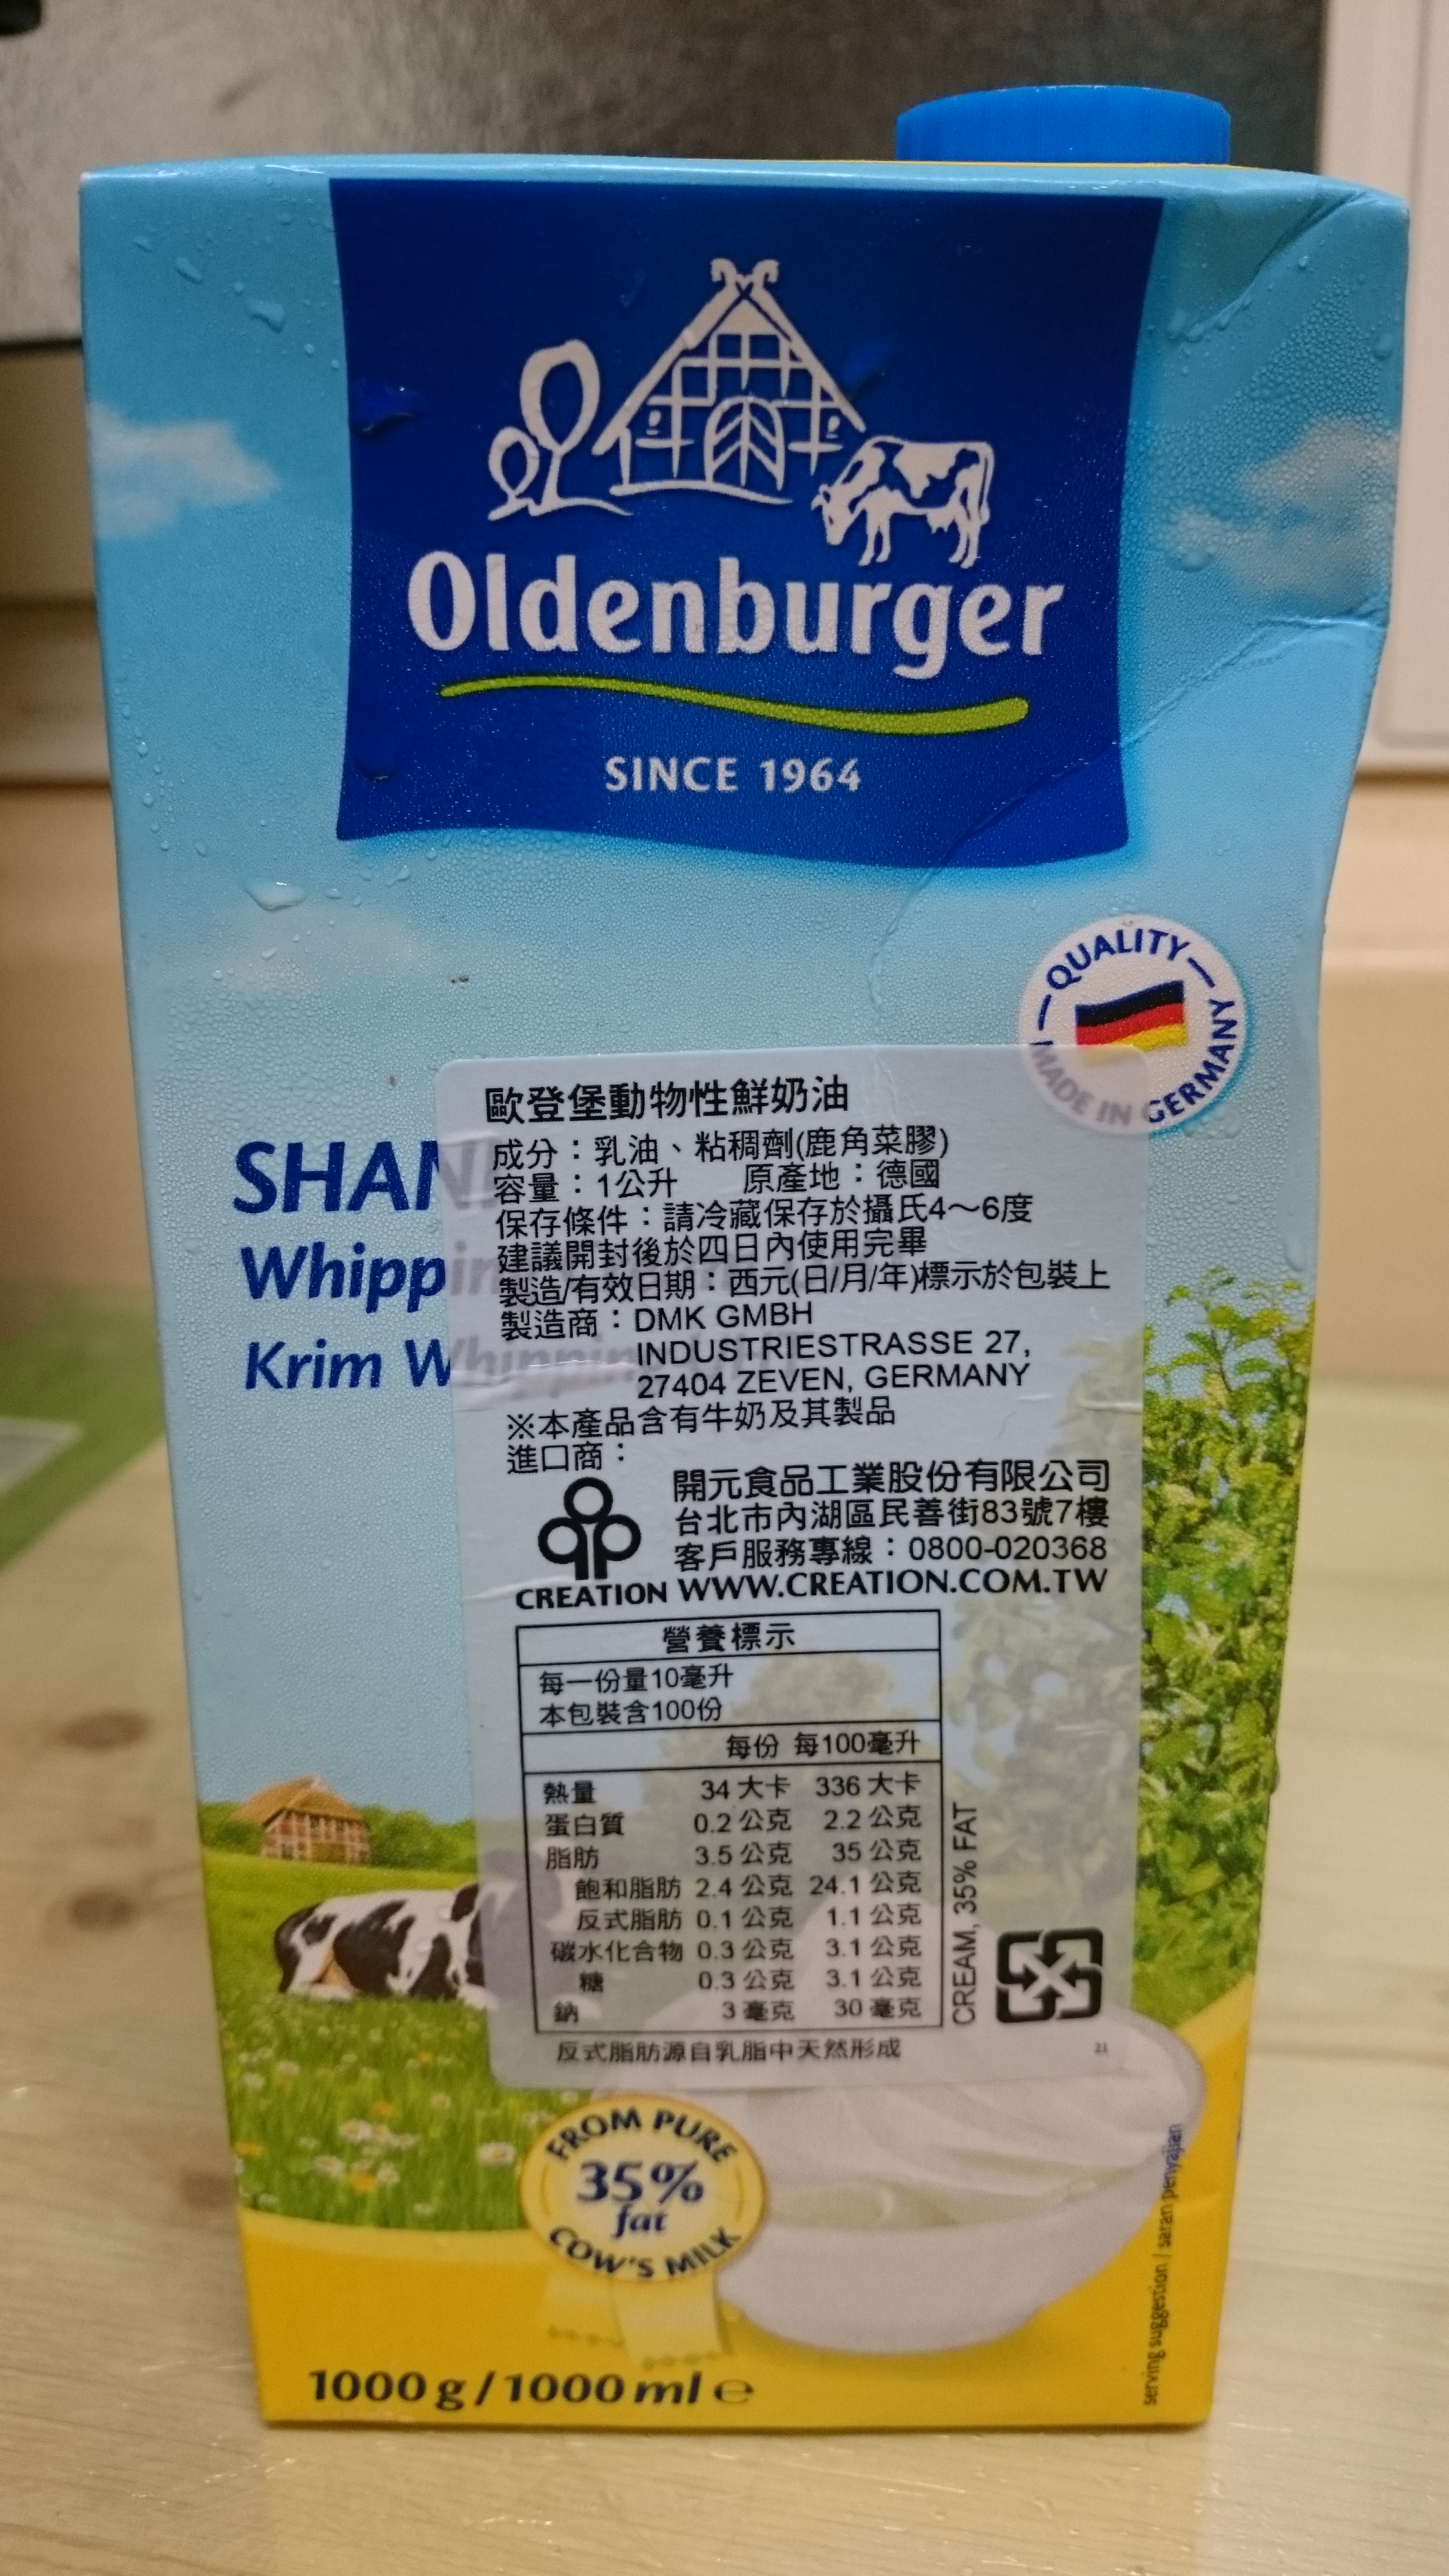 Oldenburger
SINCE 1964
QUALITY
MADE IN GERMANY
SHAN
Whippin
Krim Whipping
歐登堡動物性鮮奶油
成分：乳油、粘稠劑(鹿角菜膠)
容量：1公升 原產地：德國
保存條件：請冷藏保存於攝氏4～6度
建議開封後於四日內使用完畢
製造/有效日期：西元(日/月/年)標示於包裝上
製造商：DMK GMBH
INDUSTRIESTRASSE 27,
27404 ZEVEN, GERMANY
※本產品含有牛奶及其製品
進口商：
開元食品工業股份有限公司
台北市內湖區民善街83號7樓
客戶服務專線：0800-020368
CREATION WWW.CREATION.COM.TW
營養標示
每一份量10毫升
本包裝含100份
每份 每100毫升
熱量 34 大卡 336 大卡
蛋白質 0.2 公克 2.2 公克
脂肪 3.5 公克 35 公克
飽和脂肪 2.4 公克 24.1 公克
反式脂肪 0.1 公克 1.1 公克
碳水化合物 0.3 公克 3.1 公克
糖 0.3 公克 3.1 公克
鈉 3 毫克 30 毫克
CREAM, 35% FAT
反式脂肪源自乳脂中天然形成
21
FROM PURE
35%
fat
COW'S MILK
serving suggestion / saran penyajian
1000 g / 1000 ml e